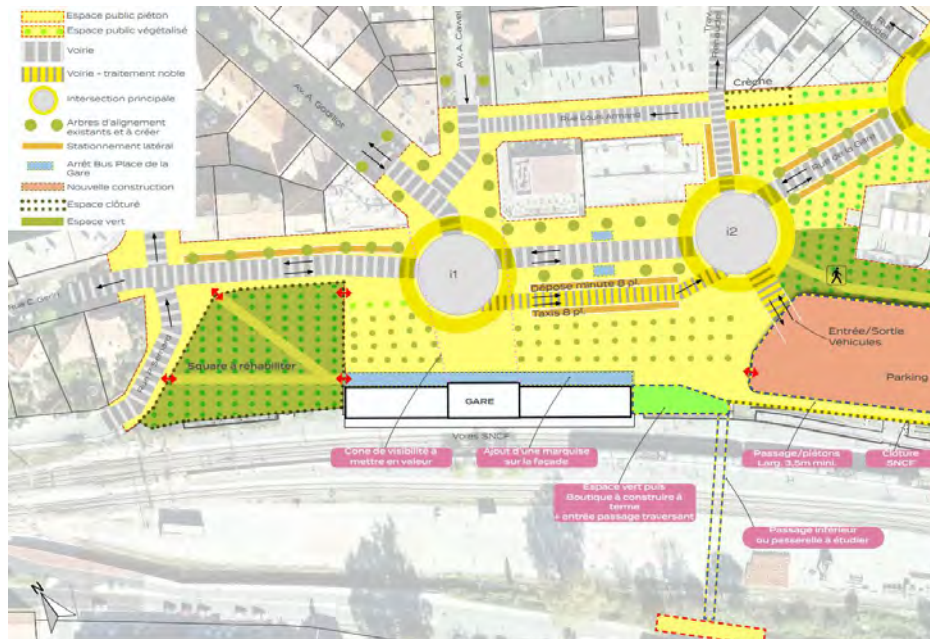 Espace public piéton
Espace public végétalisé
Voirie
Voirie - traitement noble
Intersection principale
Arbres d'alignement
existants et à créer
Stationnement latéral
Arrêt Bus Place de la
Gare
Nouvelle construction
Espace clôturé
Espace vert
Av. A. Godillot
Av. A. Cawel
Crèche
Rue Louis Armand
Rue de la Gare
i1
i2
Dépose minute 8 pl.
Taxis 8 pl.
Entrée/Sortie
Véhicules
Parking
Square à réhabiliter
GARE
Voies SNCF
Cône de visibilité à
mettre en valeur
Ajout d'une marquise
sur la façade
Passage/piétons
Larg. 3,5m mini.
Clôture
SNCF
Espace vert puis
Boutique à construire à
terme
+ entrée passage traversant
Passage inférieur
ou passerelle à étudier
N